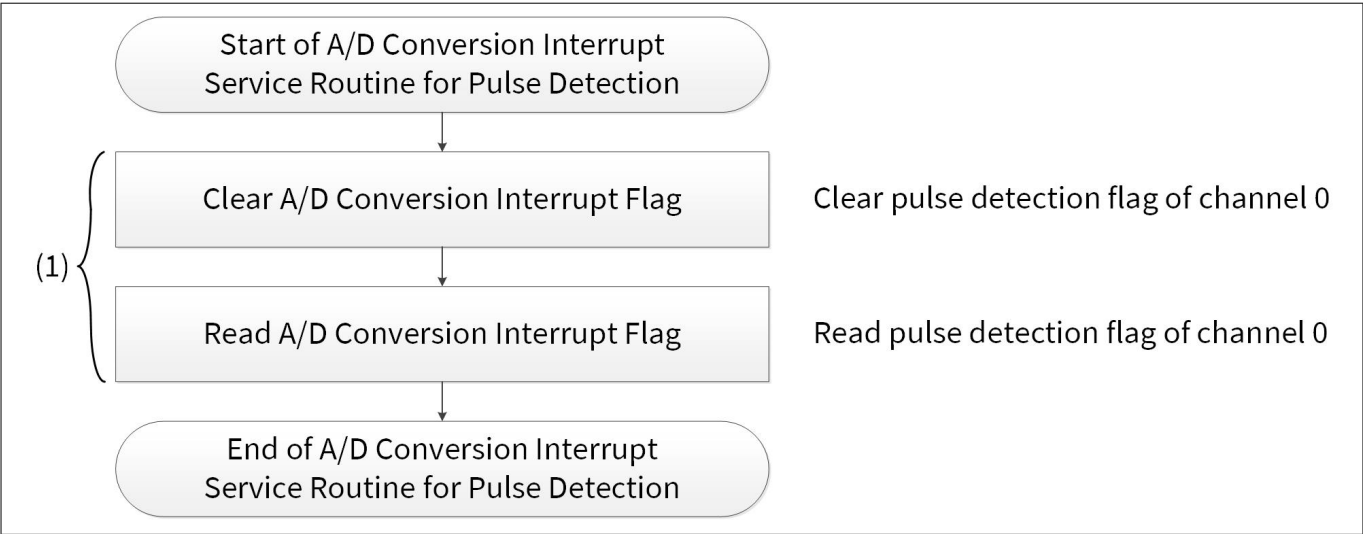 Start of A/D Conversion Interrupt
Service Routine for Pulse Detection
Clear A/D Conversion Interrupt Flag
Clear pulse detection flag of channel 0
(1)
Read A/D Conversion Interrupt Flag
Read pulse detection flag of channel 0
End of A/D Conversion Interrupt
Service Routine for Pulse Detection